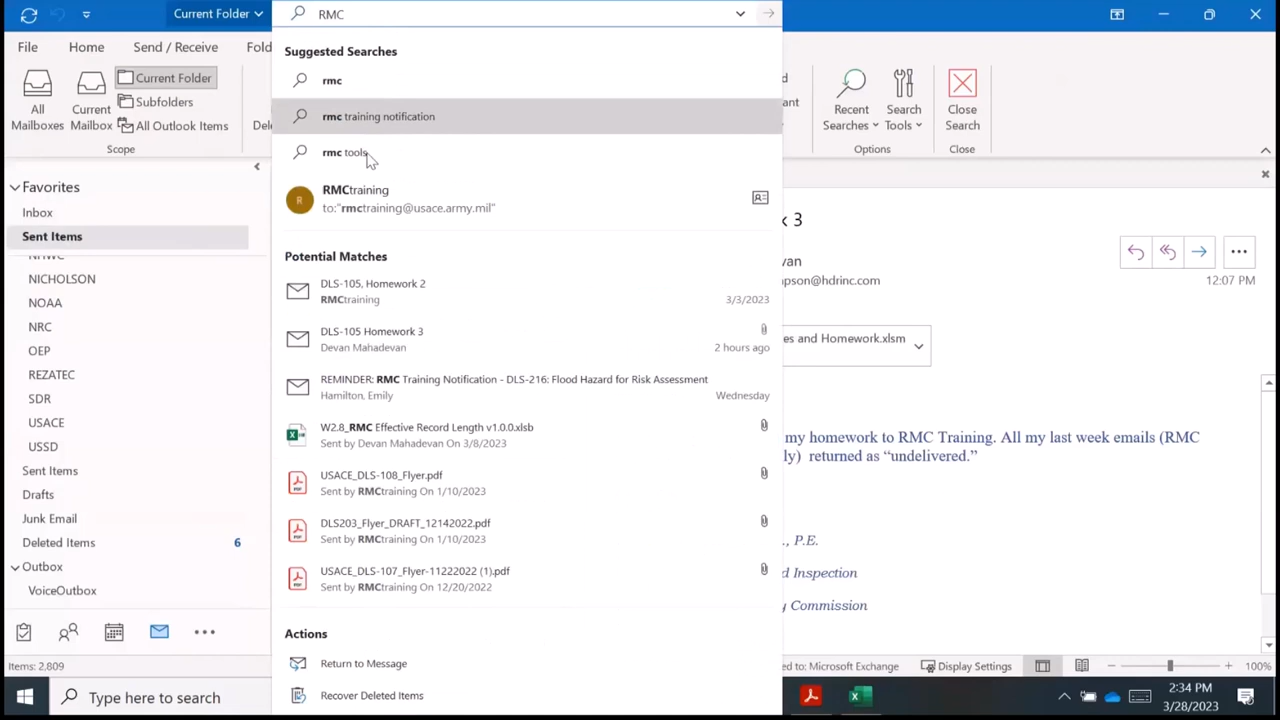 Current Folder
RMC
File
Home
Send / Receive
Fold
All
Mailboxes
Current
Mailbox
Current Folder
Subfolders
All Outlook Items
Scope
Recent
Searches
Search
Tools
Options
Close
Search
Close
Suggested Searches
rmc
rmc training notification
rmc tools
RMCtraining
to:"rmctraining@usace.army.mil"
Potential Matches
DLS-105, Homework 2
RMCtraining
3/3/2023
DLS-105 Homework 3
Devan Mahadevan
2 hours ago
REMINDER: RMC Training Notification - DLS-216: Flood Hazard for Risk Assessment
Hamilton, Emily
Wednesday
W2.8_RMC Effective Record Length v1.0.0.xlsb
Sent by Devan Mahadevan On 3/8/2023
USACE_DLS-108_Flyer.pdf
Sent by RMCtraining On 1/10/2023
DLS203_Flyer_DRAFT_12142022.pdf
Sent by RMCtraining On 1/10/2023
USACE_DLS-107_Flyer-11222022 (1).pdf
Sent by RMCtraining On 12/20/2022
Actions
Return to Message
Recover Deleted Items
Favorites
Inbox
Sent Items
NICHOLSON
NOAA
NRC
OEP
REZATEC
SDR
USACE
USSD
Sent Items
Drafts
Junk Email
Deleted Items 6
Outbox
VoiceOutbox
Items: 2,809
k 3
van
pson@hdrinc.com
12:07 PM
es and Homework.xlsm
my homework to RMC Training. All my last week emails (RMC
ly) returned as “undelivered.”
., P.E.
d Inspection
y Commission
ed to: Microsoft Exchange
Display Settings
100%
Type here to search
2:34 PM
3/28/2023